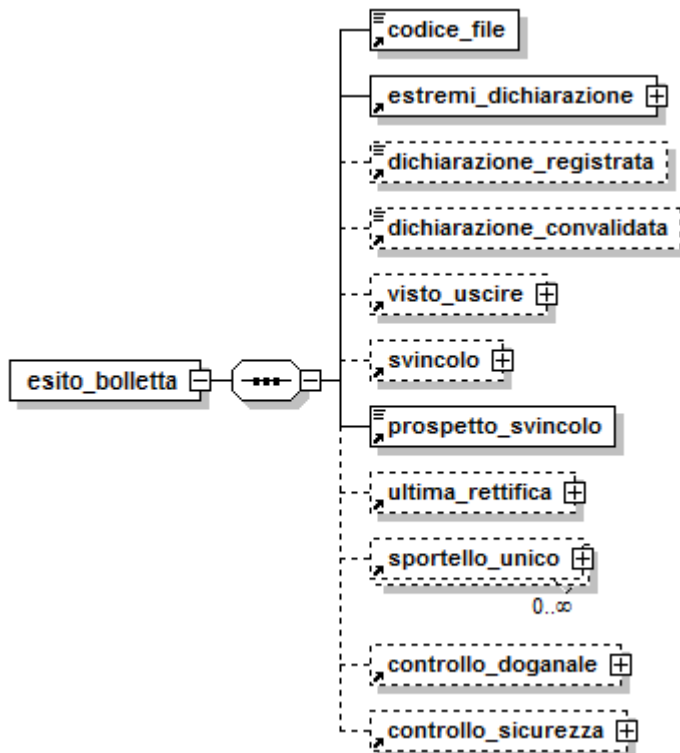 codice_file
estremi_dichiarazione
dichiarazione_registrata
dichiarazione_convalidata
visto_uscire
svincolo
esito_bolletta
prospetto_svincolo
ultima_rettifica
sportello_unico
0..∞
controllo_doganale
controllo_sicurezza